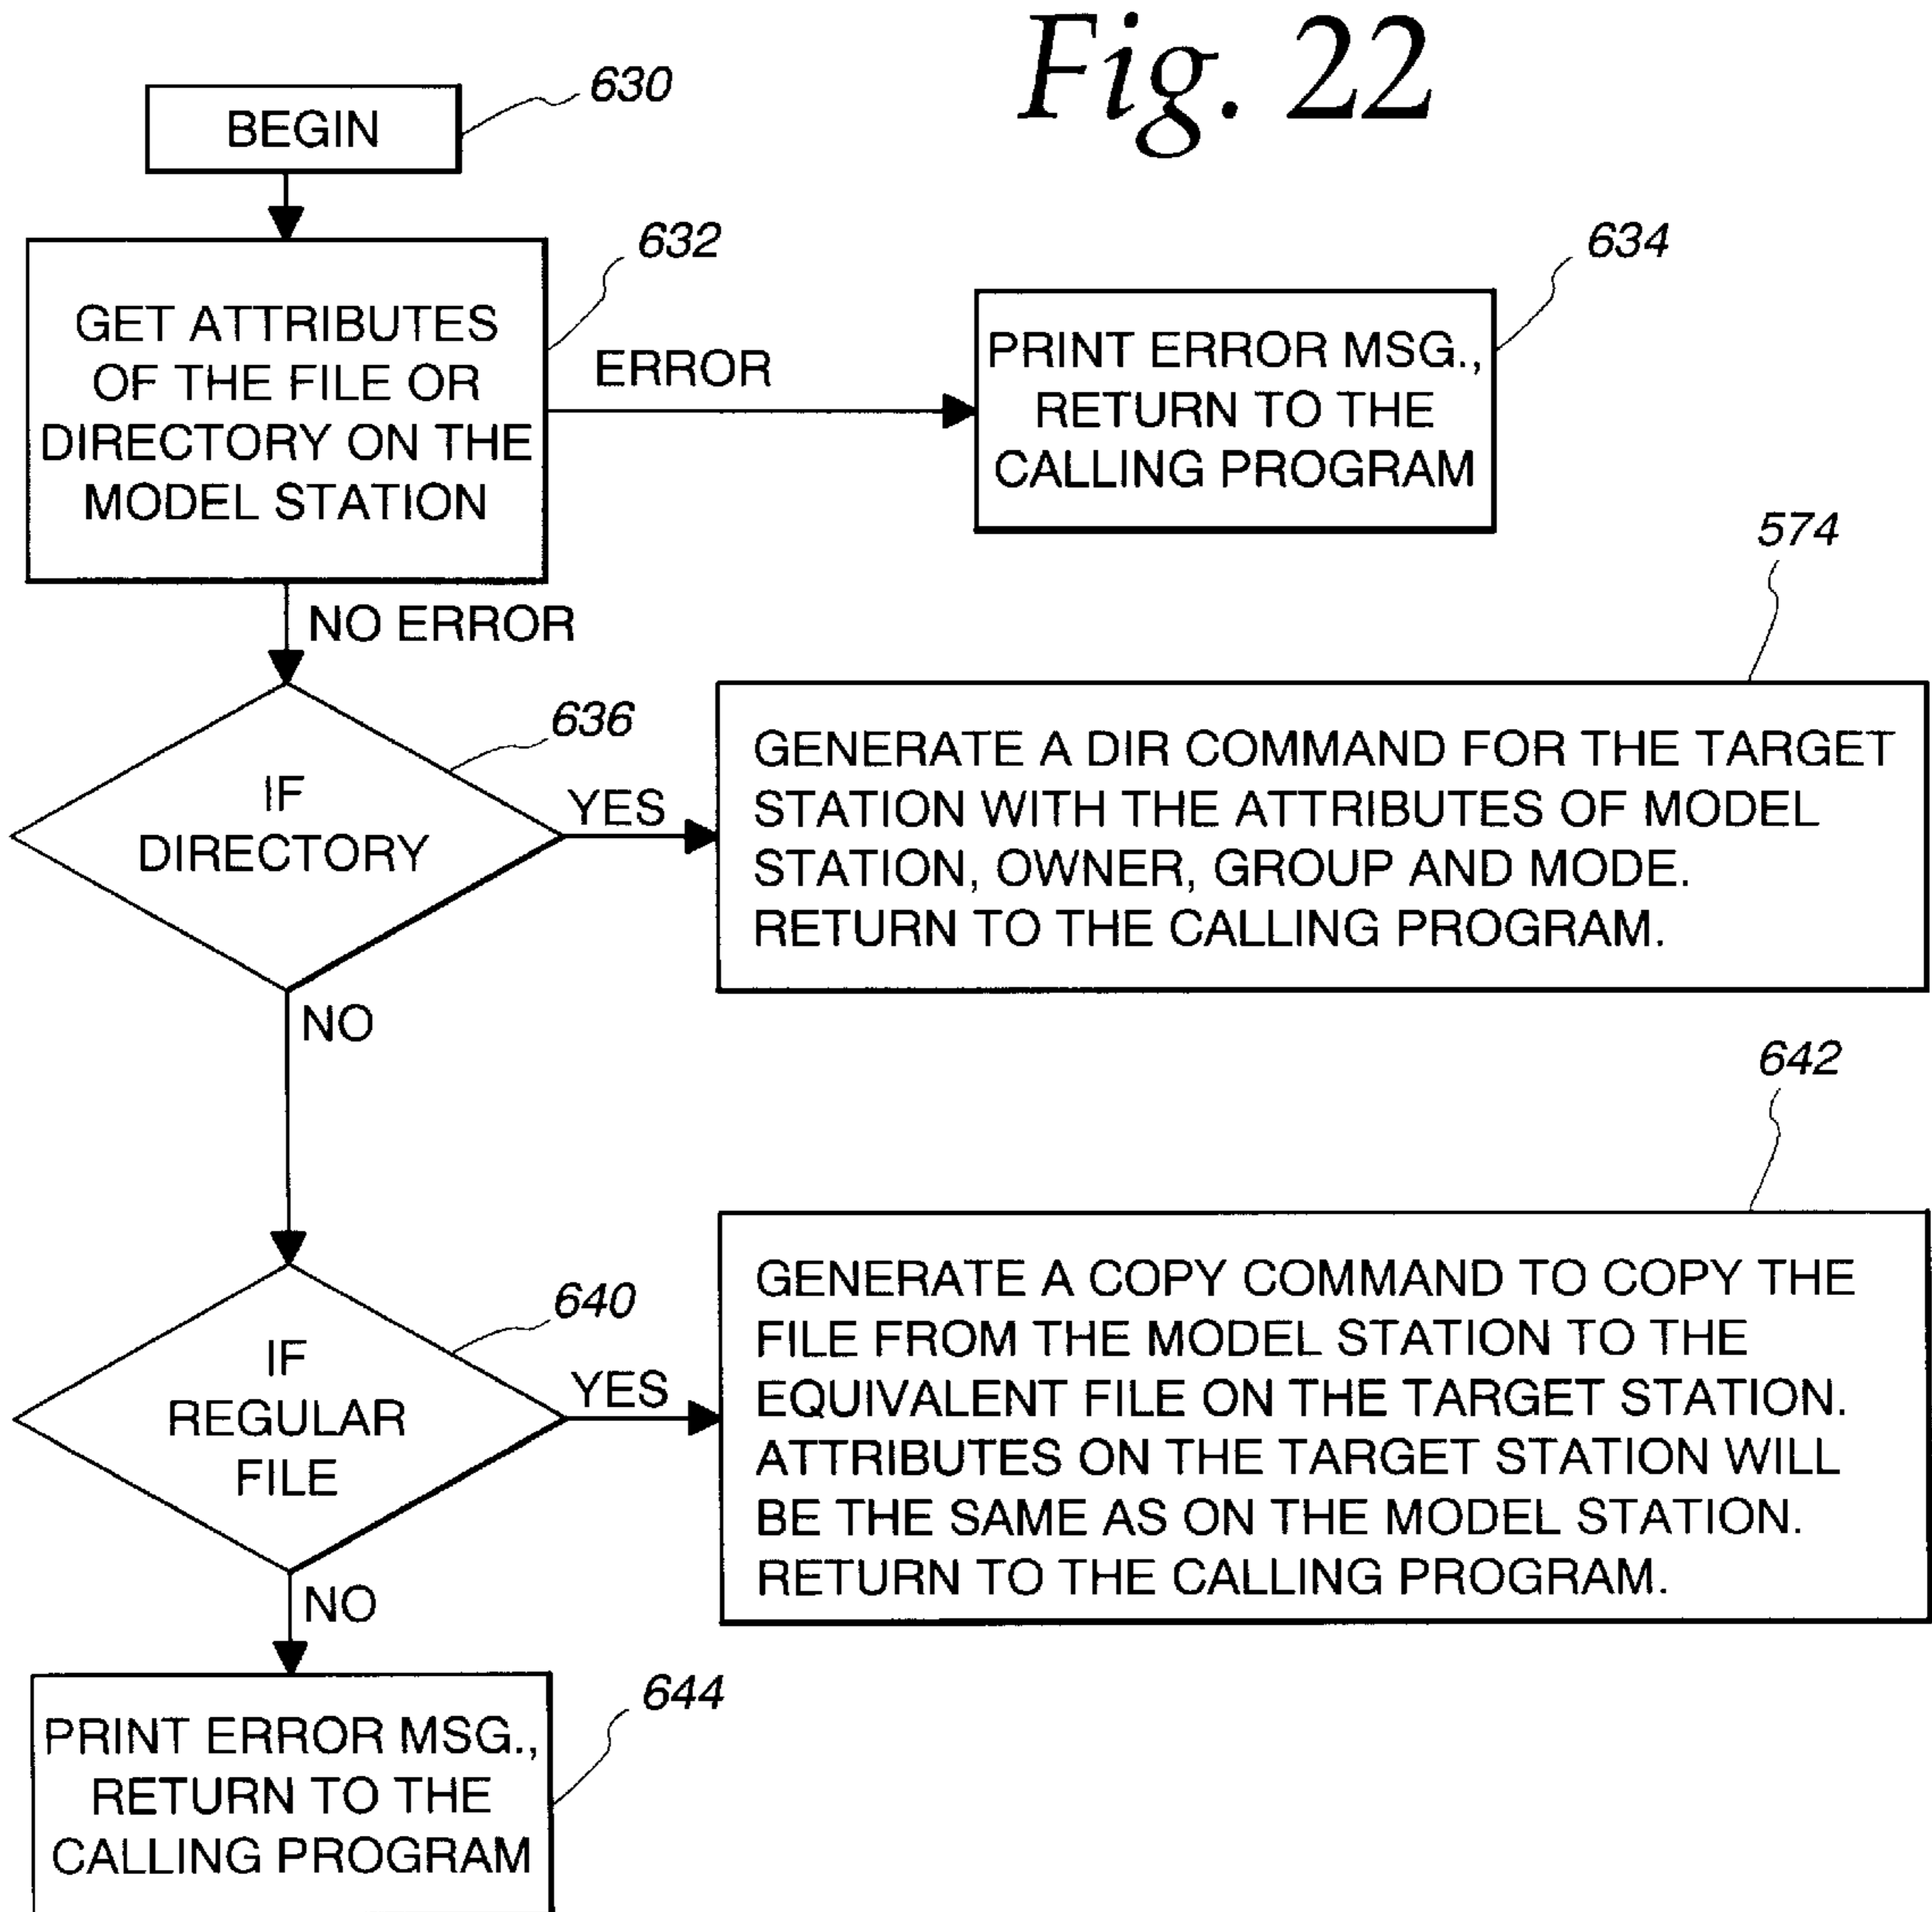 Fig. 22
BEGIN
630
632
GET ATTRIBUTES
OF THE FILE OR
DIRECTORY ON THE
MODEL STATION
ERROR
634
PRINT ERROR MSG.,
RETURN TO THE
CALLING PROGRAM
NO ERROR
574
636
IF
DIRECTORY
YES
GENERATE A DIR COMMAND FOR THE TARGET
STATION WITH THE ATTRIBUTES OF MODEL
STATION, OWNER, GROUP AND MODE.
RETURN TO THE CALLING PROGRAM.
NO
642
640
IF
REGULAR
FILE
YES
GENERATE A COPY COMMAND TO COPY THE
FILE FROM THE MODEL STATION TO THE
EQUIVALENT FILE ON THE TARGET STATION.
ATTRIBUTES ON THE TARGET STATION WILL
BE THE SAME AS ON THE MODEL STATION.
RETURN TO THE CALLING PROGRAM.
NO
644
PRINT ERROR MSG.,
RETURN TO THE
CALLING PROGRAM